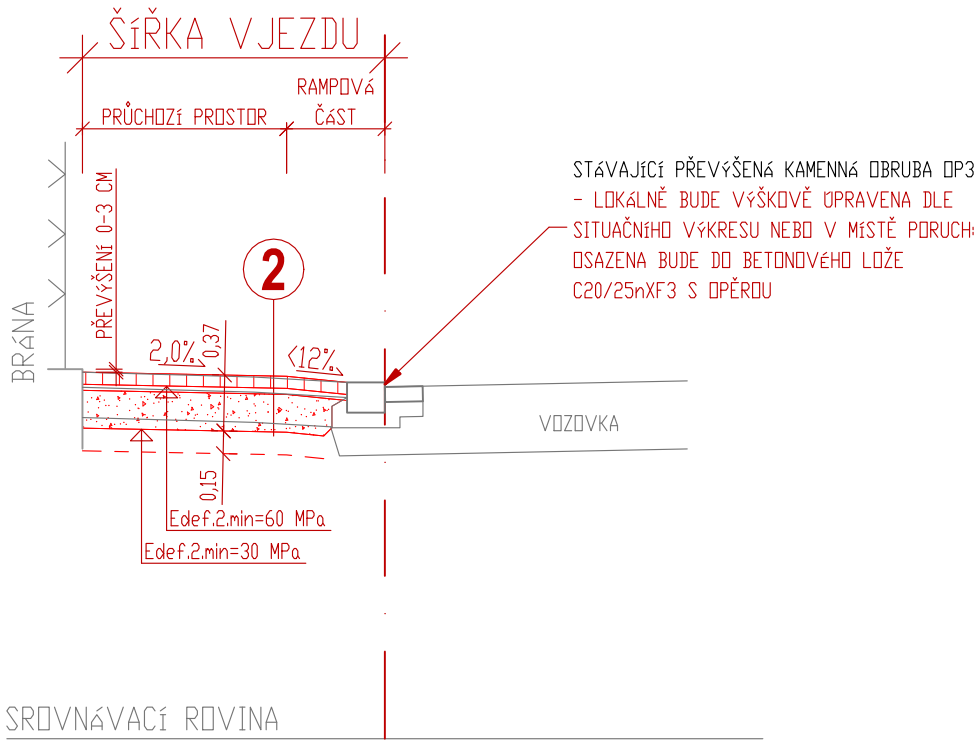 ŠÍŘKA VJEZDU
RAMPOVÁ
ČÁST
PRŮCHOZÍ PROSTOR
STÁVAJÍCÍ PŘEVÝŠENÁ KAMENNÁ OBRUBA OP3
- LOKÁLNĚ BUDE VÝŠKOVĚ ÚPRAVENA DLE
SITUAČNÍHO VÝKRESU NEBO V MÍSTĚ PORUCH;
OSAZENA BUDE DO BETONOVÉHO LOŽE
C20/25nXF3 S OPĚROU
PŘEVÝŠENÍ 0-3 CM
2
BRÁNA
2,0%
0,37
<12%
VOZOVKA
0,15
Edef.2.min=60 MPa
Edef.2.min=30 MPa
SROVNÁVACÍ ROVINA